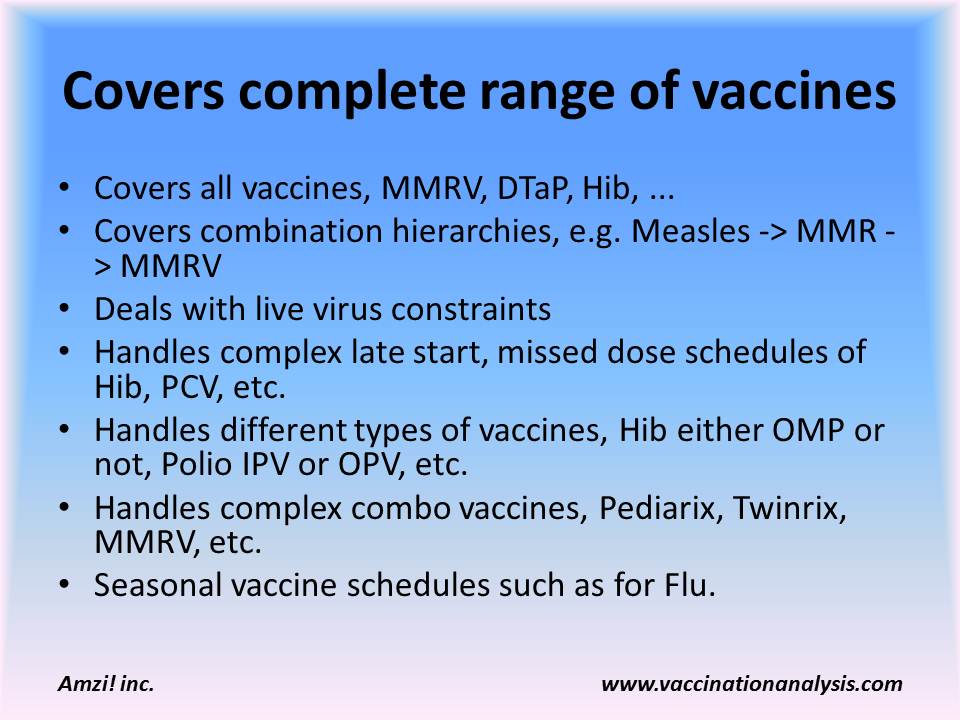 Covers complete range of vaccines
• Covers all vaccines, MMRV, DTaP, Hib, ...
• Covers combination hierarchies, e.g. Measles -> MMR -
> MMRV
• Deals with live virus constraints
• Handles complex late start, missed dose schedules of
Hib, PCV, etc.
• Handles different types of vaccines, Hib either OMP or
not, Polio IPV or OPV, etc.
• Handles complex combo vaccines, Pediarix, Twinrix,
MMRV, etc.
• Seasonal vaccine schedules such as for Flu.
Amzi! inc. www.vaccinationanalysis.com